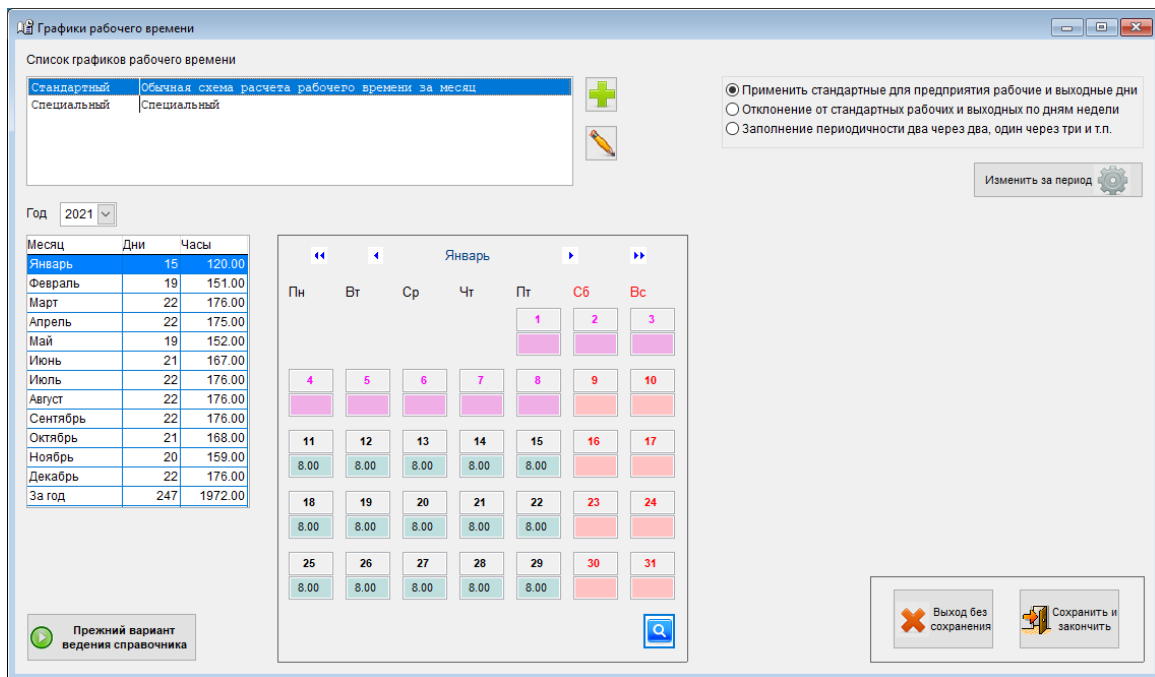 Графики рабочего времени
Список графиков рабочего времени
Стандартный Обычная схема расчета рабочего времени за месяц
Специальный Специальный
Применить стандартные для предприятия рабочие и выходные дни
Отклонение от стандартных рабочих и выходных по дням недели
Заполнение периодичности два через два, один через три и т.п.
Изменить за период
Год 2021
Месяц Дни Часы
Январь 15 120.00
Февраль 19 151.00
Март 22 176.00
Апрель 22 175.00
Май 19 152.00
Июнь 21 167.00
Июль 22 176.00
Август 22 176.00
Сентябрь 22 176.00
Октябрь 21 168.00
Ноябрь 20 159.00
Декабрь 22 176.00
За год 247 1972.00
Январь
Пн Вт Ср Чт Пт Сб Вс
1 2 3
4 5 6 7 8 9 10
11 12 13 14 15 16 17
8.00 8.00 8.00 8.00 8.00
18 19 20 21 22 23 24
8.00 8.00 8.00 8.00 8.00
25 26 27 28 29 30 31
8.00 8.00 8.00 8.00 8.00
Прежний вариант
ведения справочника
Выход без
сохранения
Сохранить и
закончить